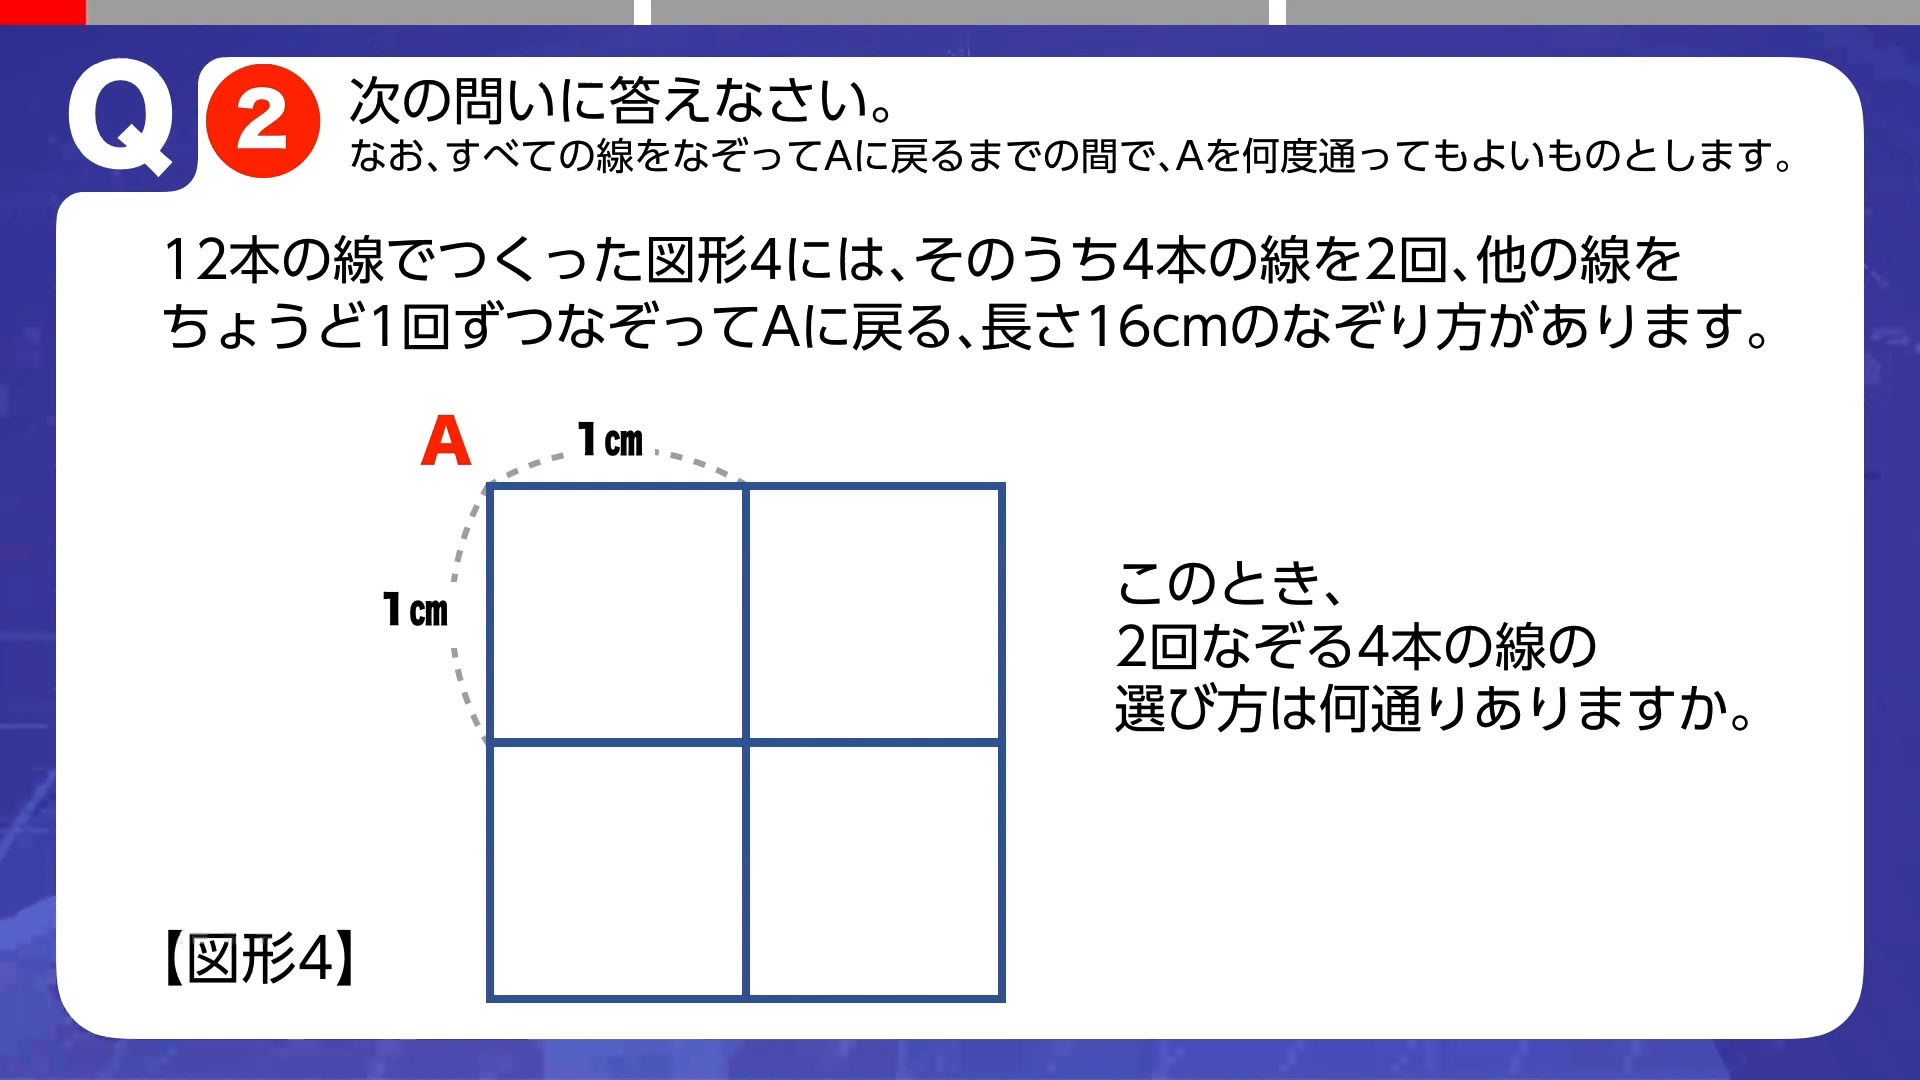 Q2 次の問いに答えなさい。
なお、すべての線をなぞってAに戻るまでの間で、Aを何度通ってもよいものとします。
12本の線でつくった図形4には、そのうち4本の線を2回、他の線を
ちょうど1回ずつなぞってAに戻る、長さ16cmのなぞり方があります。
A
1cm
1cm
このとき、
2回なぞる4本の線の
選び方は何通りありますか。
【図形4】